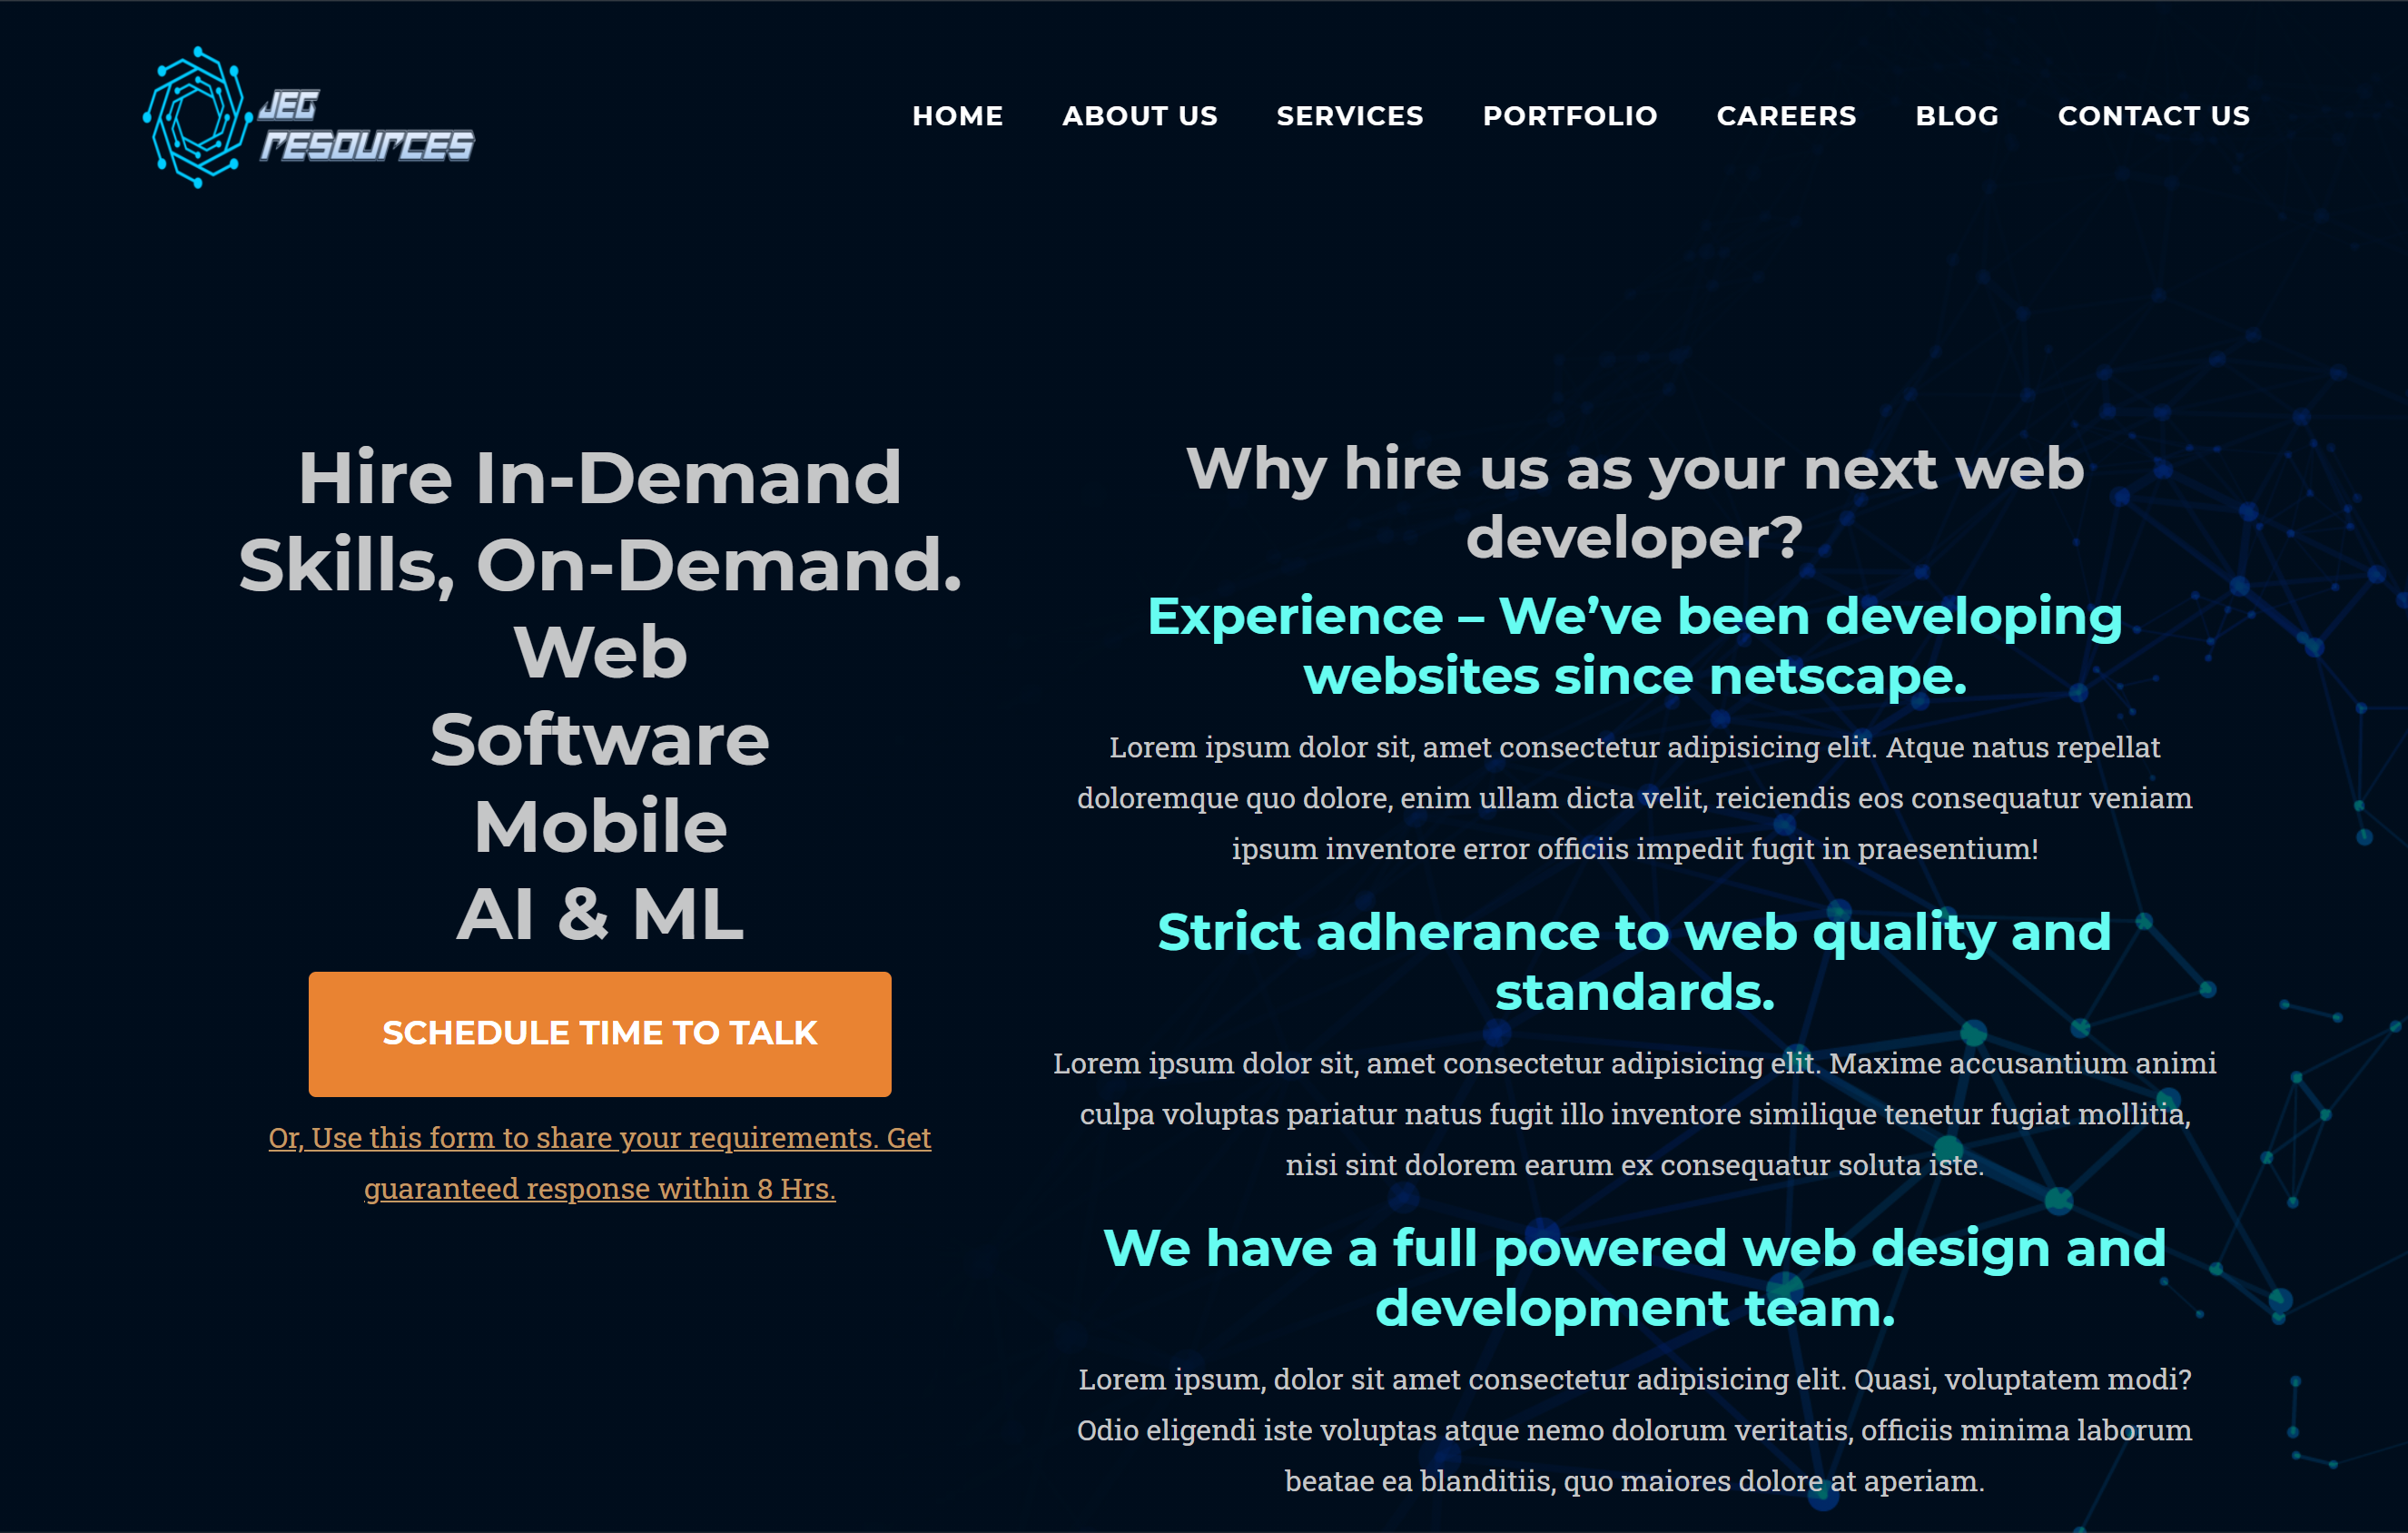 JEG
RESOURCES
HOME ABOUT US SERVICES PORTFOLIO CAREERS BLOG CONTACT US
Hire In-Demand
Skills, On-Demand.
Web
Software
Mobile
AI & ML
SCHEDULE TIME TO TALK
Or, Use this form to share your requirements. Get
guaranteed response within 8 Hrs.
Why hire us as your next web
developer?
Experience – We’ve been developing
websites since netscape.
Lorem ipsum dolor sit, amet consectetur adipisicing elit. Atque natus repellat
doloremque quo dolore, enim ullam dicta velit, reiciendis eos consequatur veniam
ipsum inventore error officiis impedit fugit in praesentium!
Strict adherance to web quality and
standards.
Lorem ipsum dolor sit, amet consectetur adipisicing elit. Maxime accusantium animi
culpa voluptas pariatur natus fugit illo inventore similique tenetur fugiat mollitia,
nisi sint dolorem earum ex consequatur soluta iste.
We have a full powered web design and
development team.
Lorem ipsum, dolor sit amet consectetur adipisicing elit. Quasi, voluptatem modi?
Odio eligendi iste voluptas atque nemo dolorum veritatis, officiis minima laborum
beatae ea blanditiis, quo maiores dolore at aperiam.